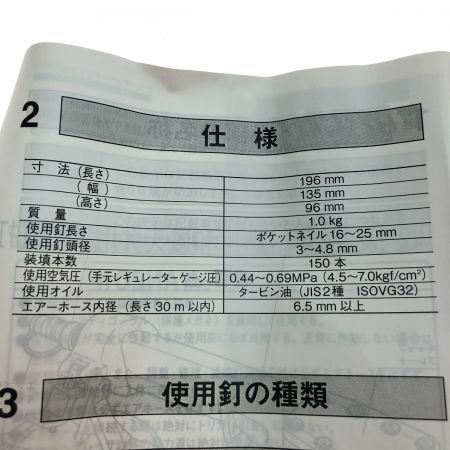 2 仕様
寸法(長さ) 196 mm
(幅) 135 mm
(高さ) 96 mm
質量 1.0 kg
使用釘長さ ポケットネイル 16〜25 mm
使用釘頭径 3〜4.8 mm
装填本数 150 本
使用空気圧(手元レギュレーターゲージ圧) 0.44〜0.69MPa(4.5〜7.0kgf/cm²)
使用オイル タービン油(JIS2種 ISOVG32)
エアーホース内径(長さ30m以内) 6.5 mm 以上
3 使用釘の種類